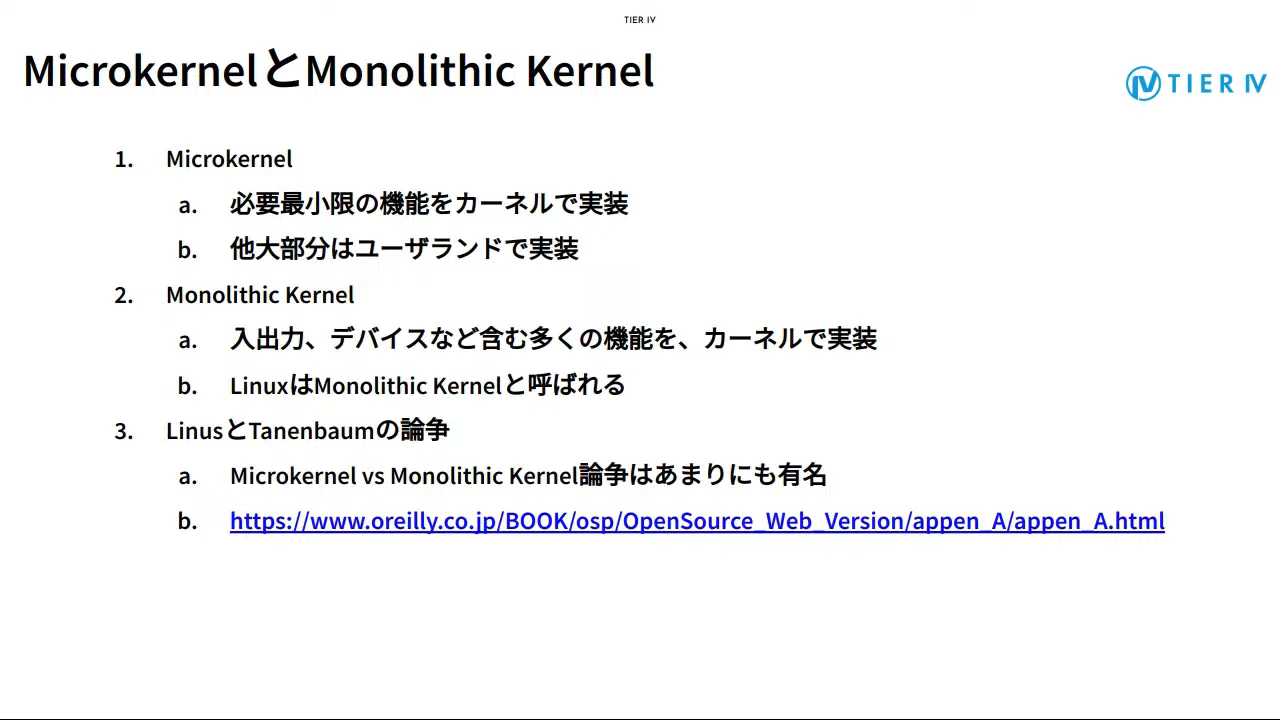 TIER IV
MicrokernelとMonolithic Kernel
TIER IV
1. Microkernel
a. 必要最小限の機能をカーネルで実装
b. 他大部分はユーザランドで実装
2. Monolithic Kernel
a. 入出力、デバイスなど含む多くの機能を、カーネルで実装
b. LinuxはMonolithic Kernelと呼ばれる
3. LinusとTanenbaumの論争
a. Microkernel vs Monolithic Kernel論争はあまりにも有名
b. https://www.oreilly.co.jp/BOOK/osp/OpenSource_Web_Version/appen_A/appen_A.html